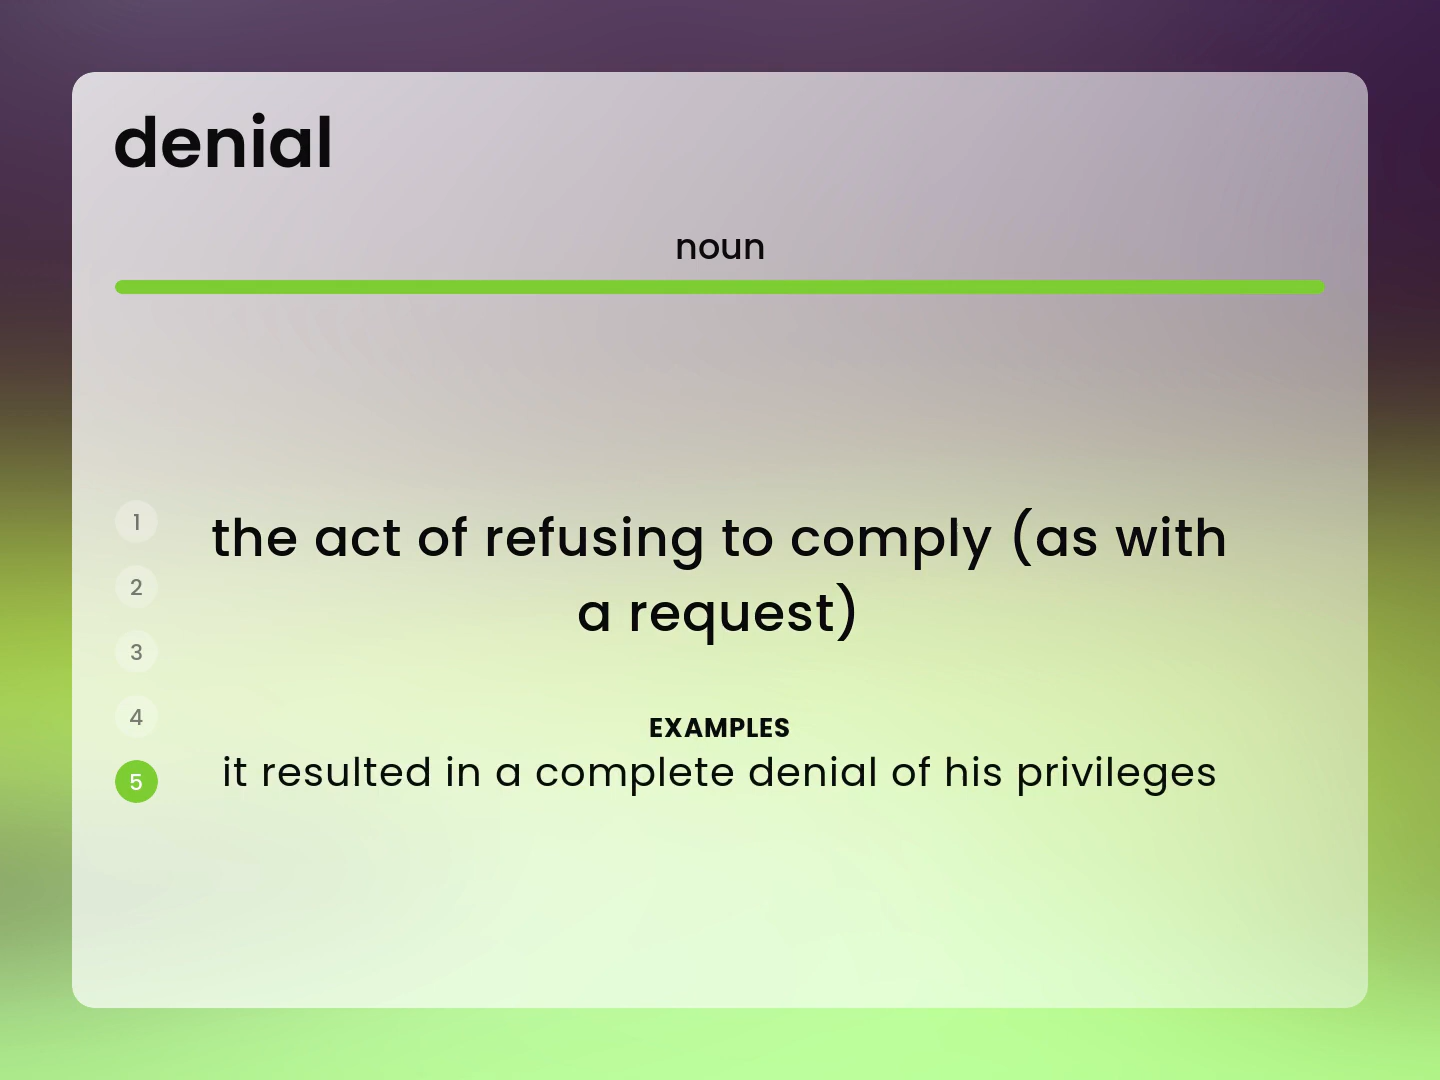 denial
noun
1
2
3
4
5
the act of refusing to comply (as with
a request)
EXAMPLES
it resulted in a complete denial of his privileges